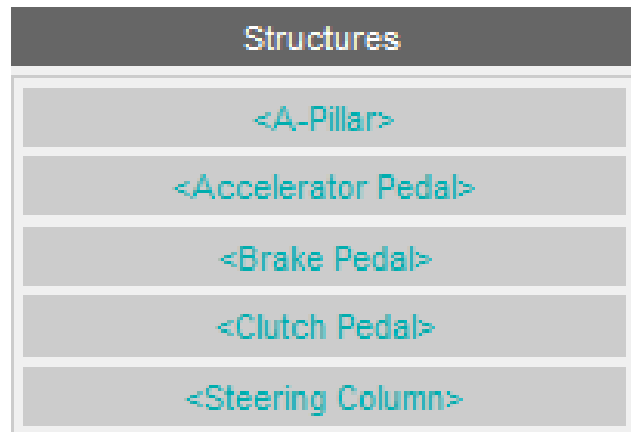 Structures
<A-Pillar>
<Accelerator Pedal>
<Brake Pedal>
<Clutch Pedal>
<Steering Column>